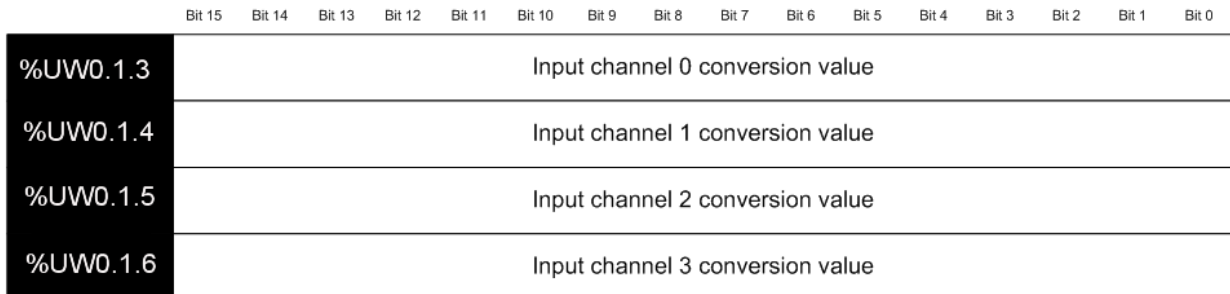 Bit 15 Bit 14 Bit 13 Bit 12 Bit 11 Bit 10 Bit 9 Bit 8 Bit 7 Bit 6 Bit 5 Bit 4 Bit 3 Bit 2 Bit 1 Bit 0
%UW0.1.3 Input channel 0 conversion value
%UW0.1.4 Input channel 1 conversion value
%UW0.1.5 Input channel 2 conversion value
%UW0.1.6 Input channel 3 conversion value